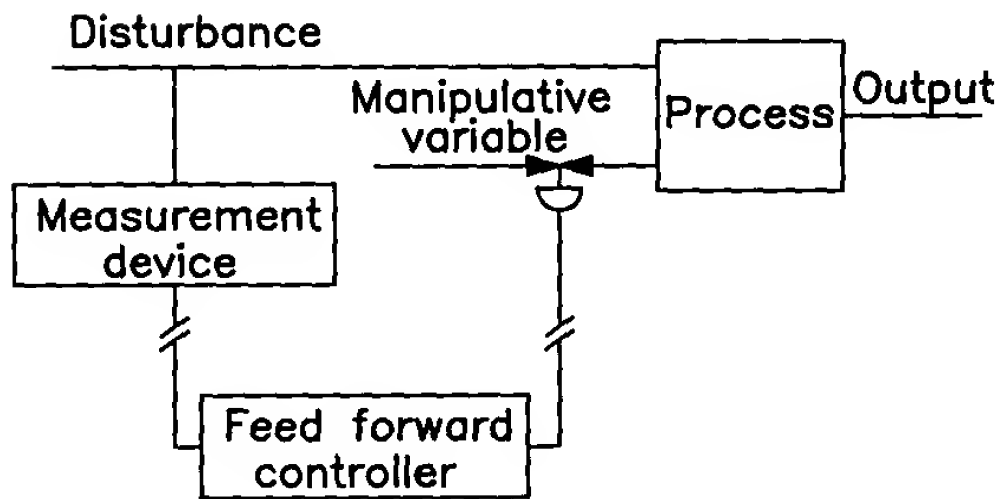 Disturbance
Manipulative
variable
Process
Output
Measurement
device
Feed forward
controller